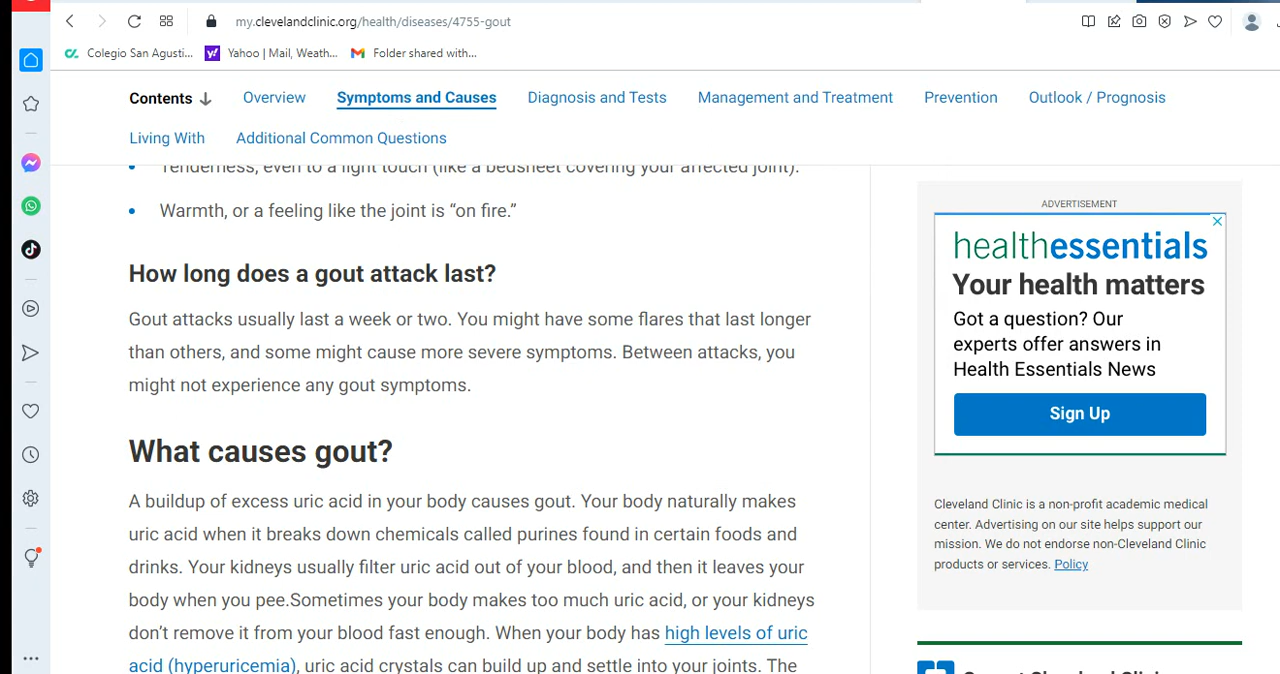 my.clevelandclinic.org/health/diseases/4755-gout
Colegio San Agusti... Yahoo | Mail, Weath... Folder shared with...
Contents Overview Symptoms and Causes Diagnosis and Tests Management and Treatment Prevention Outlook / Prognosis
Living With Additional Common Questions
Tenderness, even to a light touch (like a bedsheet covering your affected joint).
Warmth, or a feeling like the joint is “on fire.”
How long does a gout attack last?
Gout attacks usually last a week or two. You might have some flares that last longer
than others, and some might cause more severe symptoms. Between attacks, you
might not experience any gout symptoms.
What causes gout?
A buildup of excess uric acid in your body causes gout. Your body naturally makes
uric acid when it breaks down chemicals called purines found in certain foods and
drinks. Your kidneys usually filter uric acid out of your blood, and then it leaves your
body when you pee.Sometimes your body makes too much uric acid, or your kidneys
don’t remove it from your blood fast enough. When your body has high levels of uric
acid (hyperuricemia), uric acid crystals can build up and settle into your joints. The
ADVERTISEMENT
healthessentials
Your health matters
Got a question? Our
experts offer answers in
Health Essentials News
Sign Up
Cleveland Clinic is a non-profit academic medical
center. Advertising on our site helps support our
mission. We do not endorse non-Cleveland Clinic
products or services. Policy